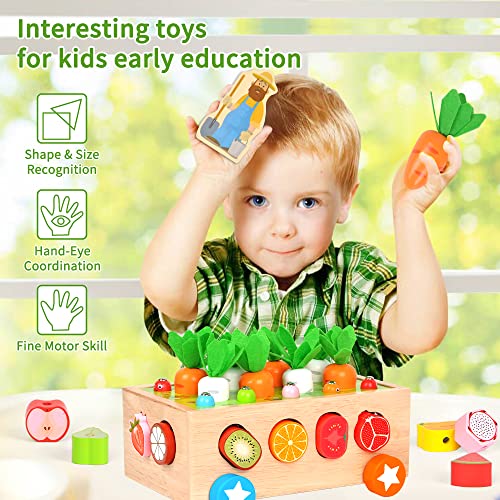 Interesting toys
for kids early education
Shape & Size
Recognition
Hand-Eye
Coordination
Fine Motor Skill